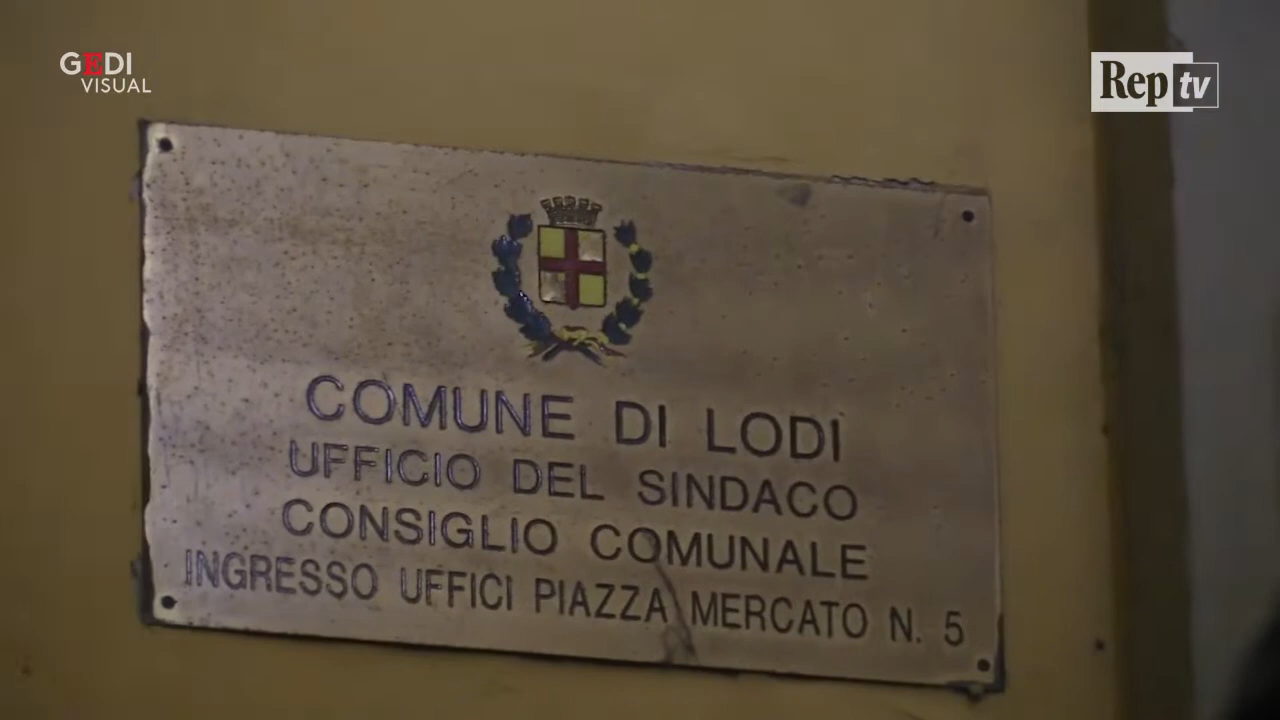 GEDI
VISUAL
Rep tv
COMUNE DI LODI
UFFICIO DEL SINDACO
CONSIGLIO COMUNALE
INGRESSO UFFICI PIAZZA MERCATO N. 5